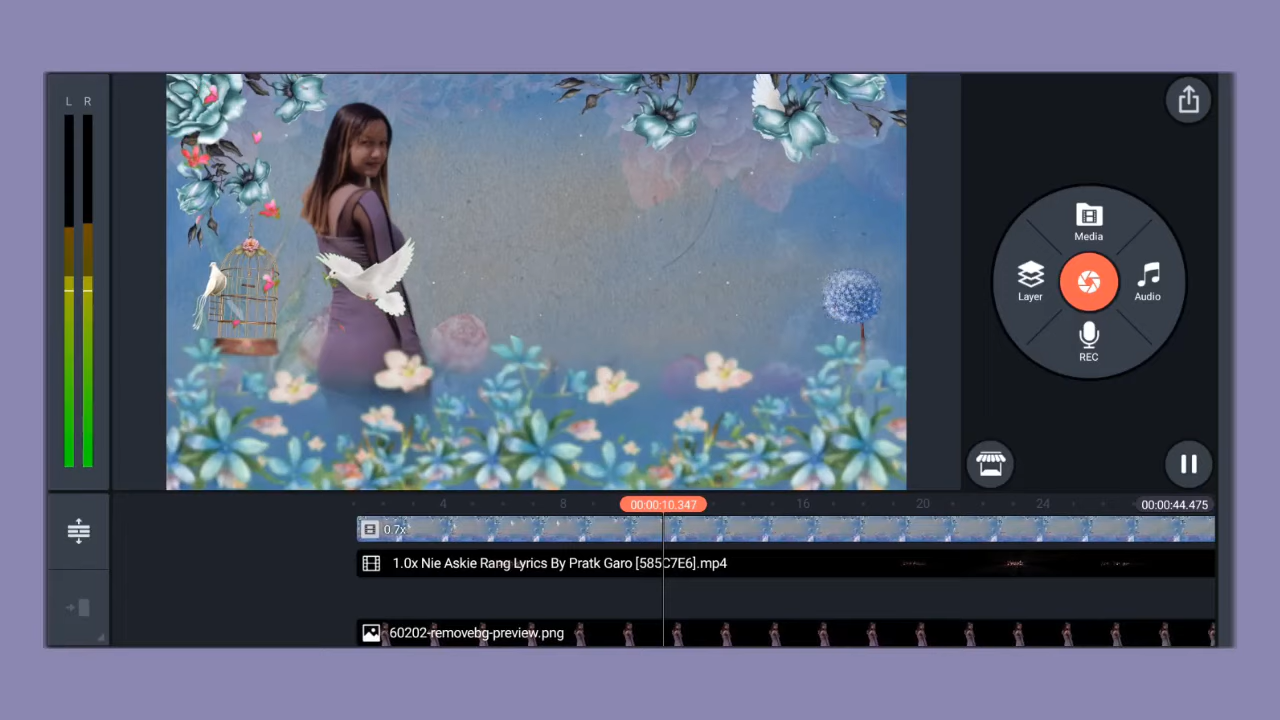 L R
Media
Layer
Audio
REC
4 8 00:00:10.347 16 20 24 00:00:44.475
0.7x
1.0x Nie Askie Rang Lyrics By Pratk Garo [585C7E6].mp4
60202-removebg-preview.png